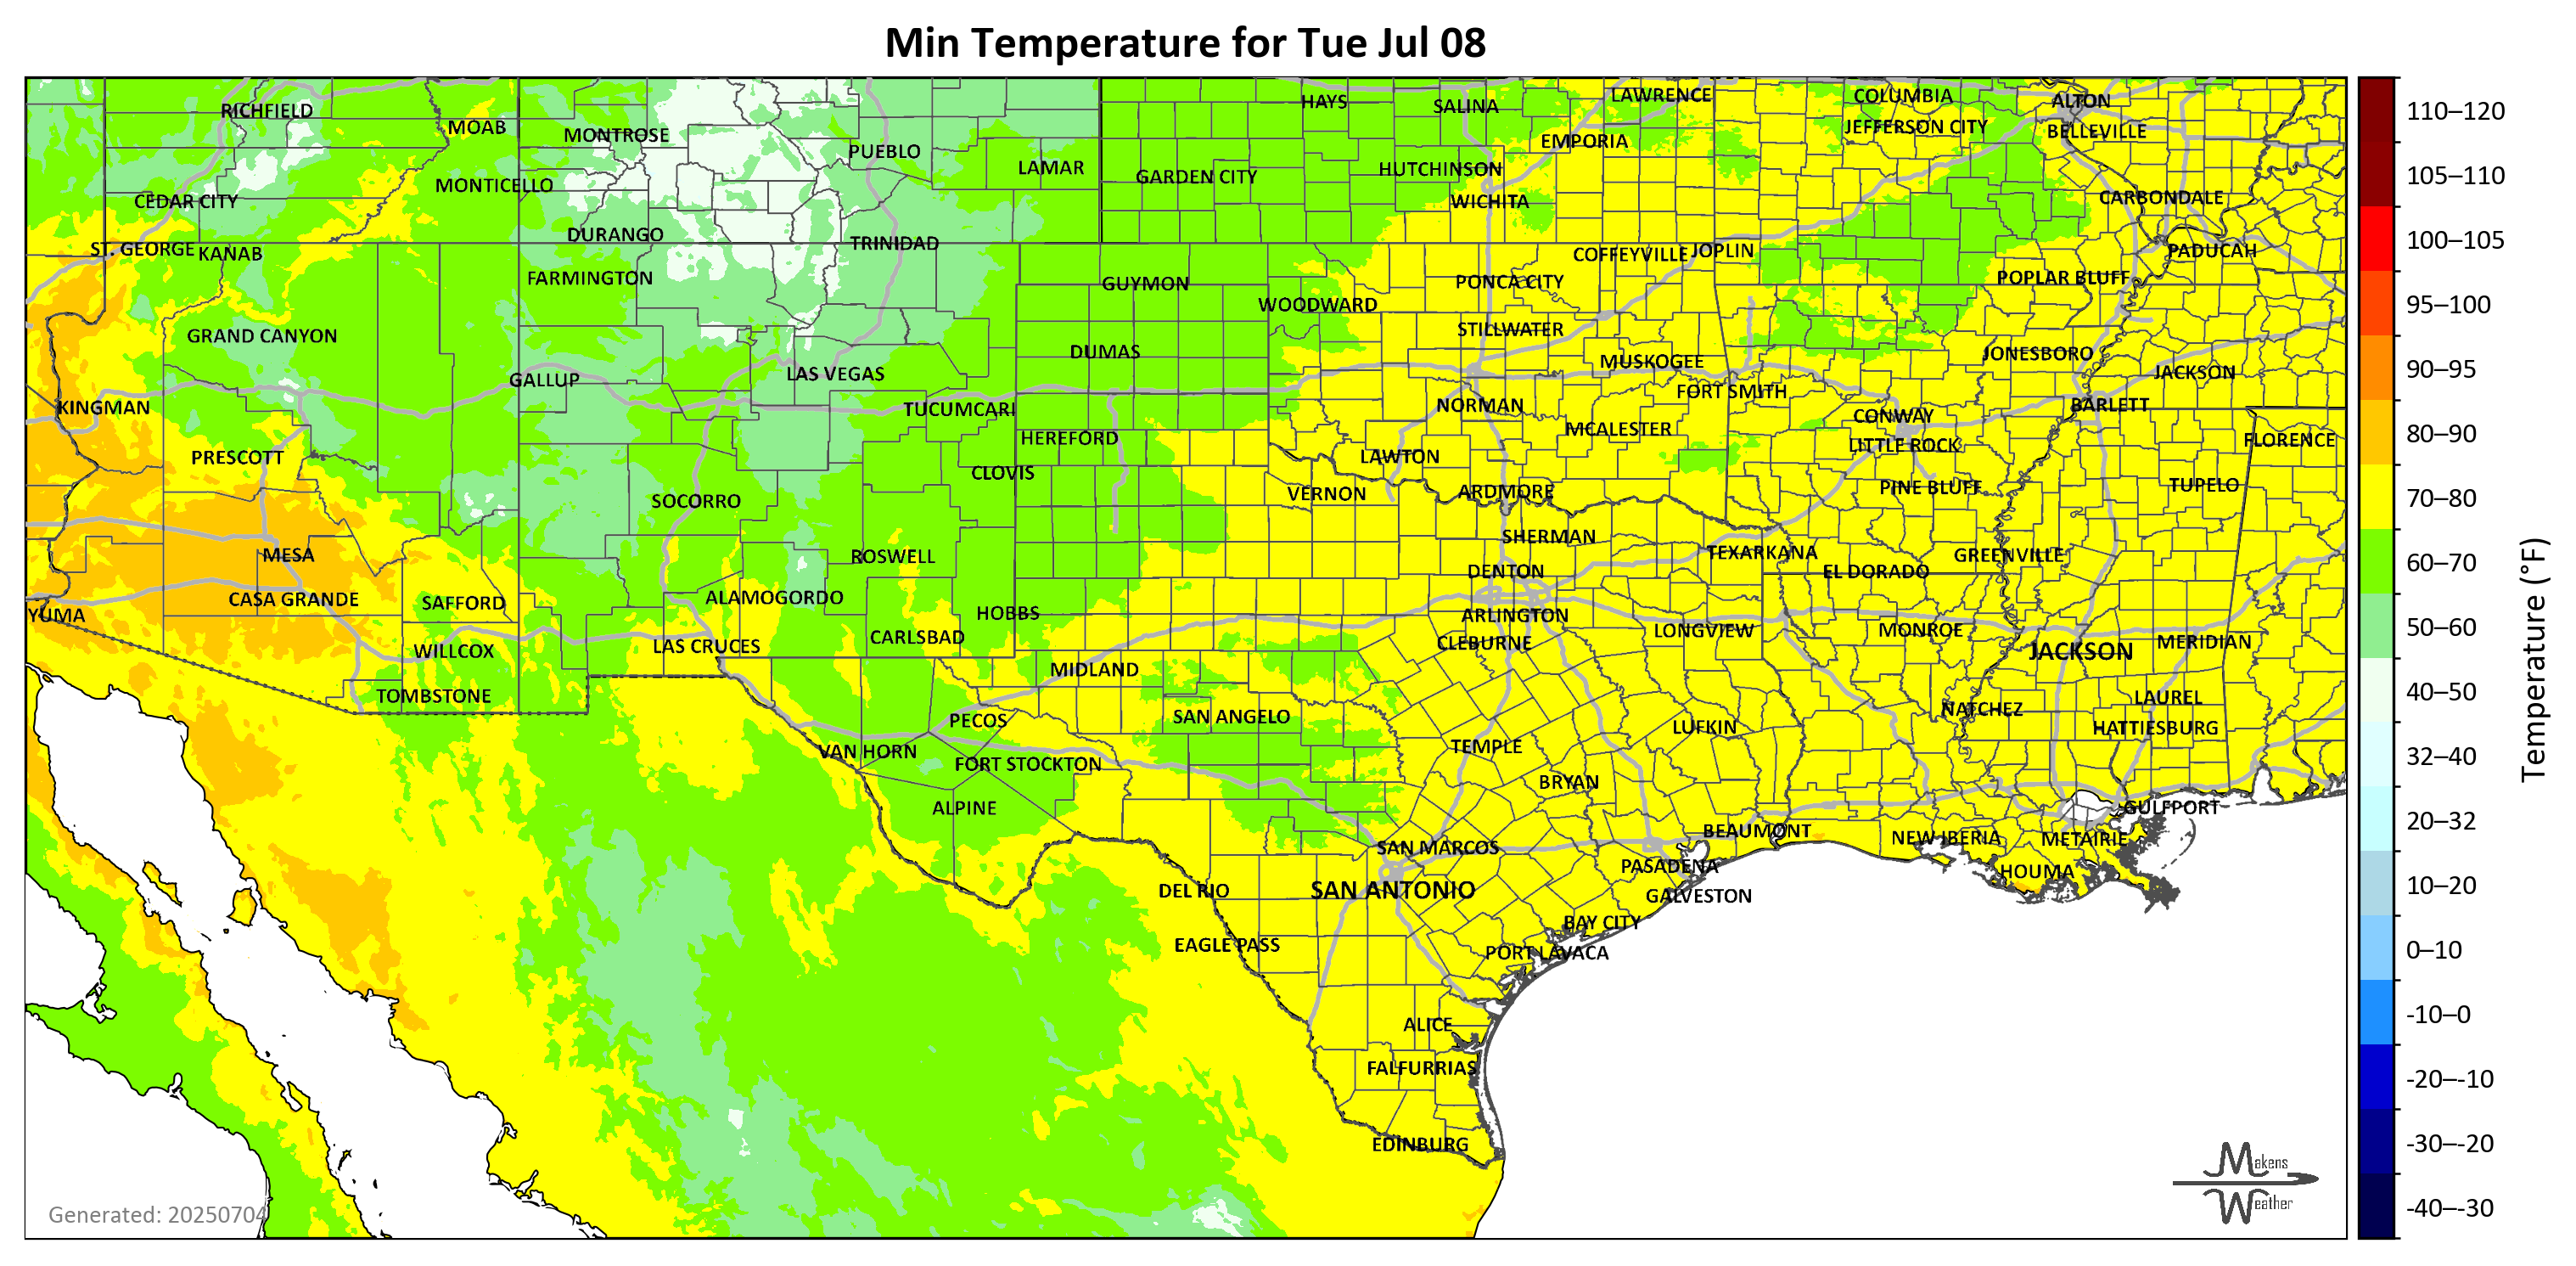 Min Temperature for Tue Jul 08
RICHFIELD
MOAB
MONTROSE
PUEBLO
LAMAR
HAYS
SALINA
LAWRENCE
COLUMBIA
ALTON
EMPORIA
JEFFERSON CITY
BELLEVILLE
CEDAR CITY
MONTICELLO
GARDEN CITY
HUTCHINSON
WICHITA
CARBONDALE
ST. GEORGE
KANAB
DURANGO
TRINIDAD
COFFEYVILLE
JOPLIN
PADUCAH
FARMINGTON
GUYMON
PONCA CITY
POPLAR BLUFF
WOODWARD
GRAND CANYON
STILLWATER
DUMAS
MUSKOGEE
JONESBORO
GALLUP
LAS VEGAS
FORT SMITH
JACKSON
KINGMAN
TUCUMCARI
NORMAN
CONWAY
BARLETT
HEREFORD
MCALESTER
LITTLE ROCK
FLORENCE
PRESCOTT
CLOVIS
LAWTON
SOCORRO
VERNON
ARDMORE
PINE BLUFF
TUPELO
MESA
ROSWELL
SHERMAN
TEXARKANA
GREENVILLE
CASA GRANDE
SAFFORD
ALAMOGORDO
DENTON
EL DORADO
YUMA
HOBBS
ARLINGTON
WILLCOX
LAS CRUCES
CARLSBAD
CLEBURNE
LONGVIEW
MONROE
JACKSON
MERIDIAN
TOMBSTONE
MIDLAND
LAUREL
PECOS
SAN ANGELO
NATCHEZ
VAN HORN
FORT STOCKTON
TEMPLE
LUFKIN
HATTIESBURG
ALPINE
BRYAN
GULFPORT
SAN MARCOS
BEAUMONT
NEW IBERIA
METAIRIE
DEL RIO
SAN ANTONIO
PASADENA
HOUMA
GALVESTON
EAGLE PASS
BAY CITY
PORT LAVACA
ALICE
FALFURRIAS
EDINBURG
Generated: 20250704
Makens
Weather
110–120
105–110
100–105
95–100
90–95
80–90
70–80
60–70
50–60
40–50
32–40
20–32
10–20
0–10
-10–0
-20–-10
-30–-20
-40–-30
Temperature (°F)